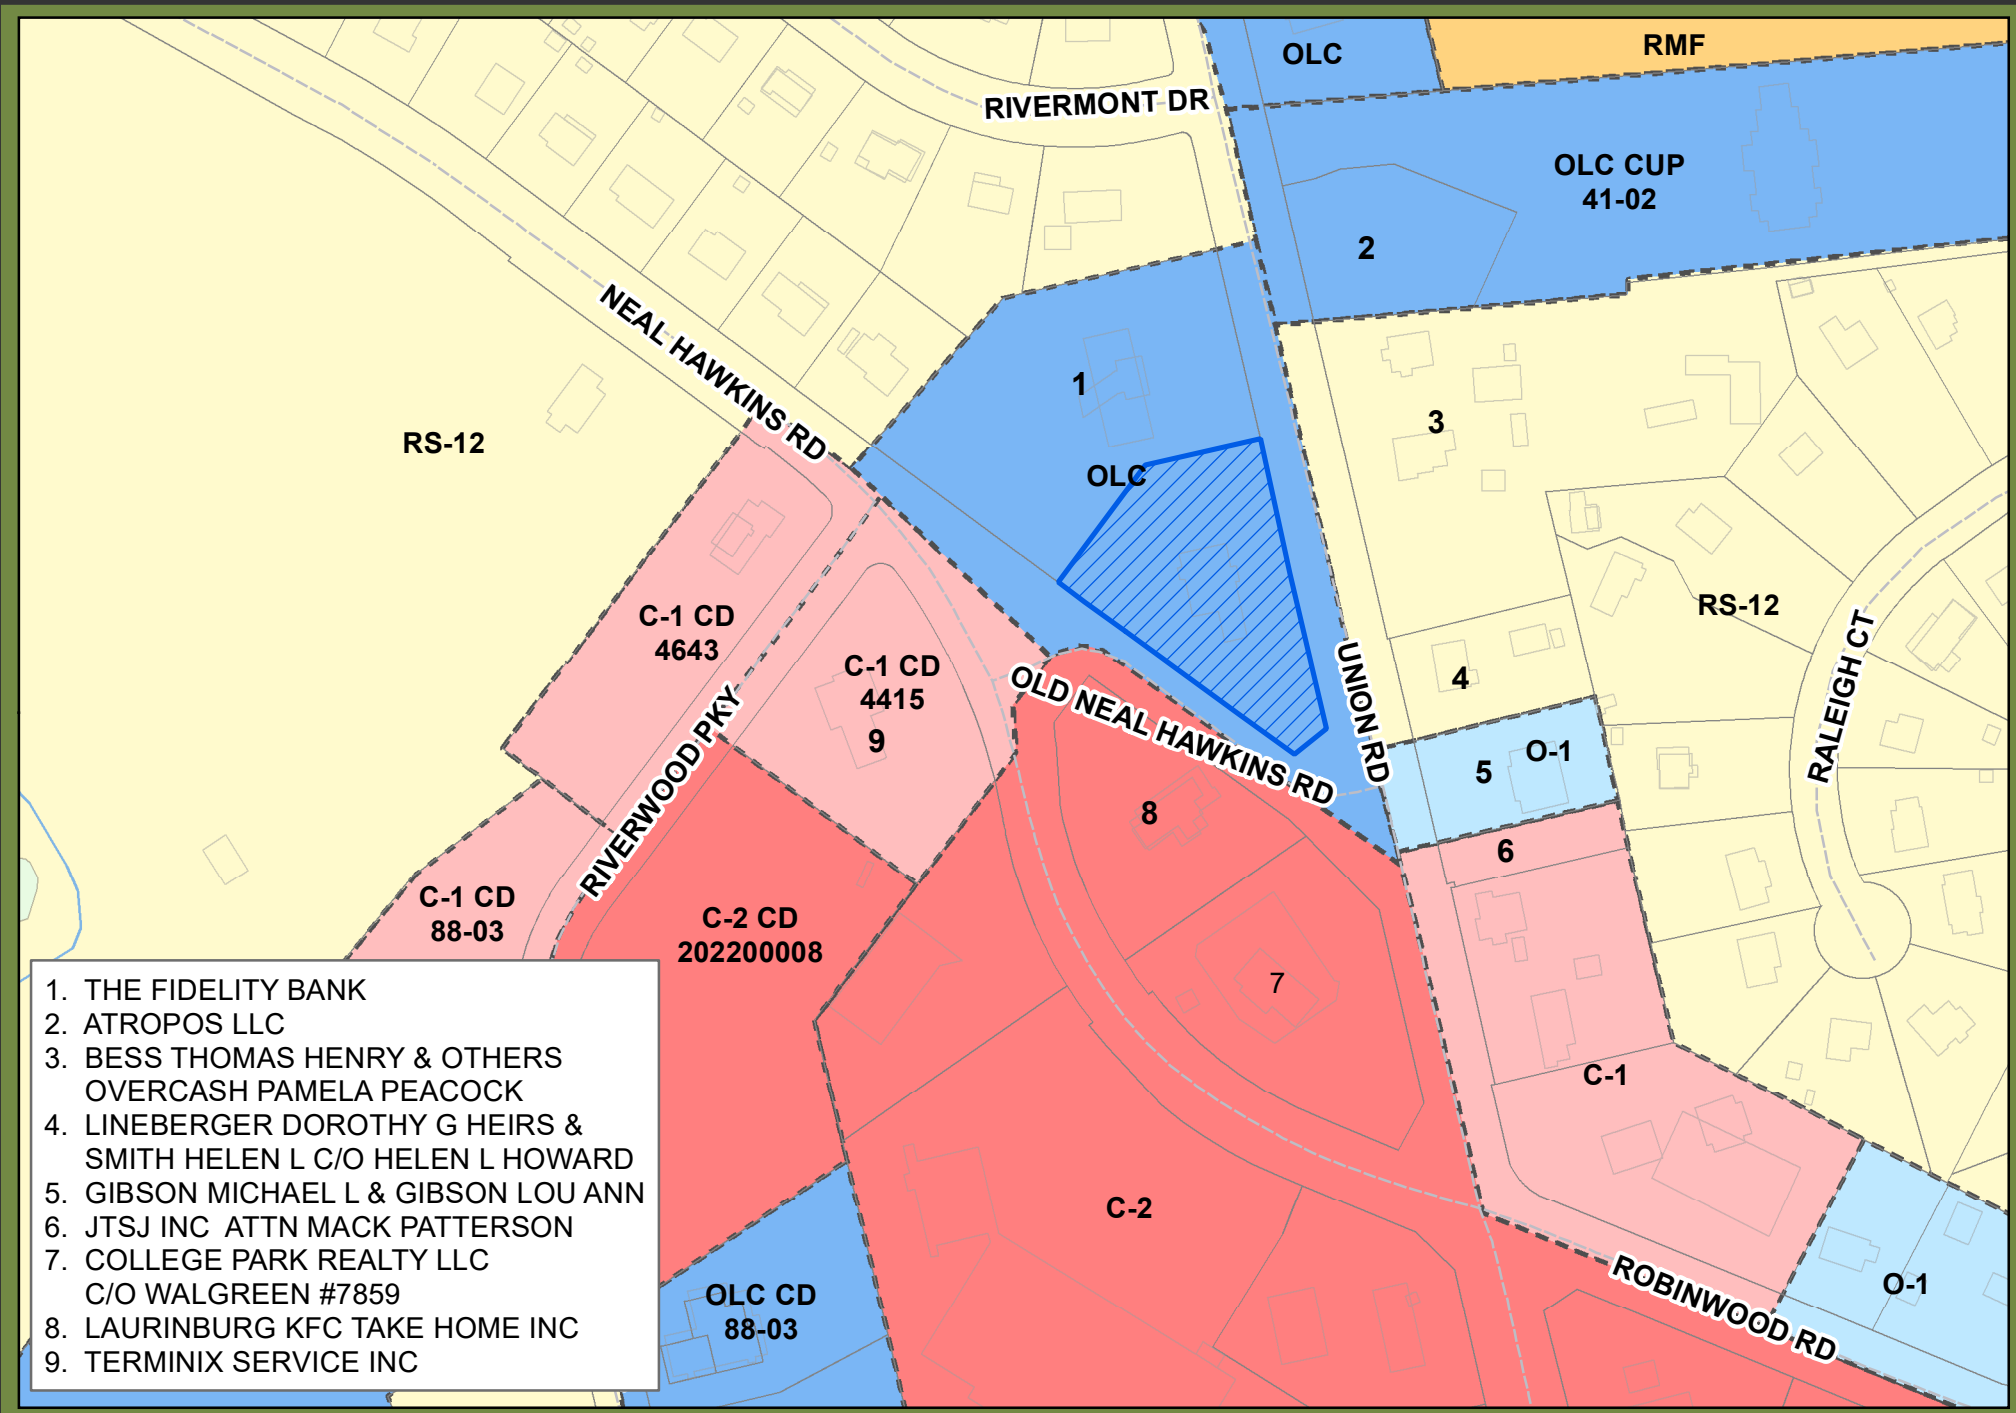 OLC
RMF
RIVERMONT DR
OLC CUP
41-02
2
NEAL HAWKINS RD
1
3
RS-12
OLC
RS-12
C-1 CD
4643
C-1 CD
4415
9
OLD NEAL HAWKINS RD
UNION RD
4
RALEIGH CT
RIVERWOOD PKY
5
O-1
8
6
C-1 CD
88-03
C-2 CD
202200008
7
C-1
C-2
OLC CD
88-03
ROBINWOOD RD
O-1
1. THE FIDELITY BANK
2. ATROPOS LLC
3. BESS THOMAS HENRY & OTHERS
OVERCASH PAMELA PEACOCK
4. LINEBERGER DOROTHY G HEIRS &
SMITH HELEN L C/O HELEN L HOWARD
5. GIBSON MICHAEL L & GIBSON LOU ANN
6. JTSJ INC ATTN MACK PATTERSON
7. COLLEGE PARK REALTY LLC
C/O WALGREEN #7859
8. LAURINBURG KFC TAKE HOME INC
9. TERMINIX SERVICE INC